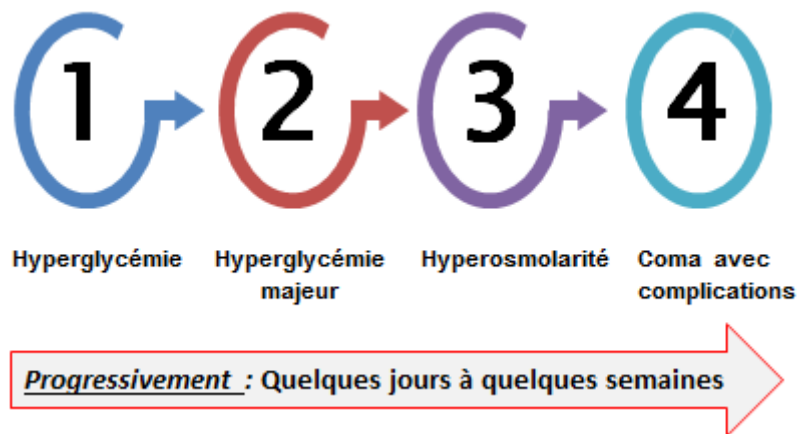 1 2 3 4
Hyperglycémie Hyperglycémie Hyperosmolarité Coma avec
majeur complications
Progressivement : Quelques jours à quelques semaines